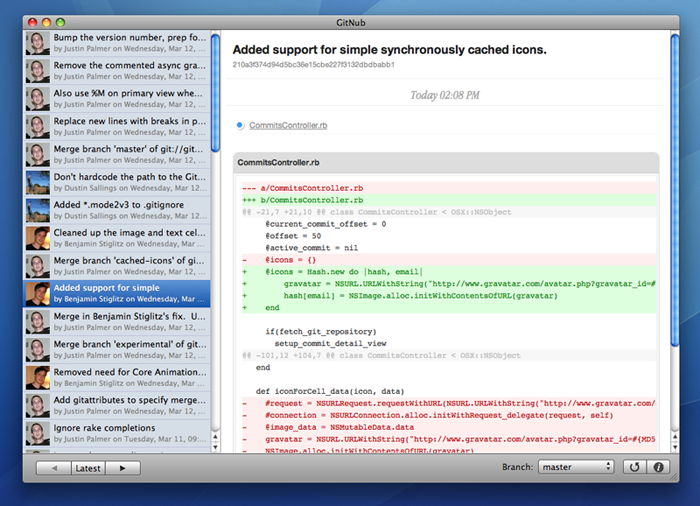 GitNub
Bump the version number, prep fo...
by Justin Palmer on Wednesday, Mar 12, ...
Remove the commented async gra...
by Justin Palmer on Wednesday, Mar 12, ...
Also use %M on primary view whe...
by Justin Palmer on Wednesday, Mar 12, ...
Replace new lines with breaks in p...
by Justin Palmer on Wednesday, Mar 12, ...
Merge branch 'master' of git://git...
by Justin Palmer on Wednesday, Mar 12, ...
Don't hardcode the path to the Git...
by Dustin Sallings on Wednesday, Mar 12...
Added *.mode2v3 to .gitignore
by Dustin Sallings on Wednesday, Mar 12...
Cleaned up the image and text cel...
by Benjamin Stiglitz on Wednesday, Mar ...
Merge branch 'cached-icons' of gi...
by Justin Palmer on Wednesday, Mar 12, ...
Added support for simple
by Benjamin Stiglitz on Wednesday, Mar ...
Merge in Benjamin Stiglitz's fix. U...
by Justin Palmer on Wednesday, Mar 12, ...
Merge branch 'experimental' of git...
by Justin Palmer on Wednesday, Mar 12, ...
Removed need for Core Animation...
by Benjamin Stiglitz on Wednesday, Mar ...
Add gitattributes to specify merge...
by Justin Palmer on Wednesday, Mar 12, ...
Ignore rake completions
by Justin Palmer on Tuesday, Mar 11, 09:...
Added support for simple synchronously cached icons.
210a3f374d94d5bc36e15cbe227f3132dbdbabb1
Today 02:08 PM
CommitsController.rb
CommitsController.rb
--- a/CommitsController.rb
+++ b/CommitsController.rb
@@ -21,7 +21,10 @@ class CommitsController < OSX::NSObject
@current_commit_offset = 0
@offset = 50
@active_commit = nil
- @icons = {}
+ @icons = Hash.new do |hash, email|
+ gravatar = NSURL.URLWithString("http://www.gravatar.com/avatar.php?gravatar_id=#
+ hash[email] = NSImage.alloc.initWithContentsOfURL(gravatar)
+ end
if(fetch_git_repository)
setup_commit_detail_view
@@ -101,12 +104,7 @@ class CommitsController < OSX::NSObject
end
def iconForCell_data(icon, data)
- #request = NSURLRequest.requestWithURL(NSURL.URLWithString("http://www.gravatar.com/
- #connection = NSURLConnection.alloc.initWithRequest_delegate(request, self)
- @image_data = NSMutableData.data
- gravatar = NSURL.URLWithString("http://www.gravatar.com/avatar.php?gravatar_id=#{MD5
- NSImage.alloc.initWithContentsOfURL(gravatar)
Latest
Branch: master